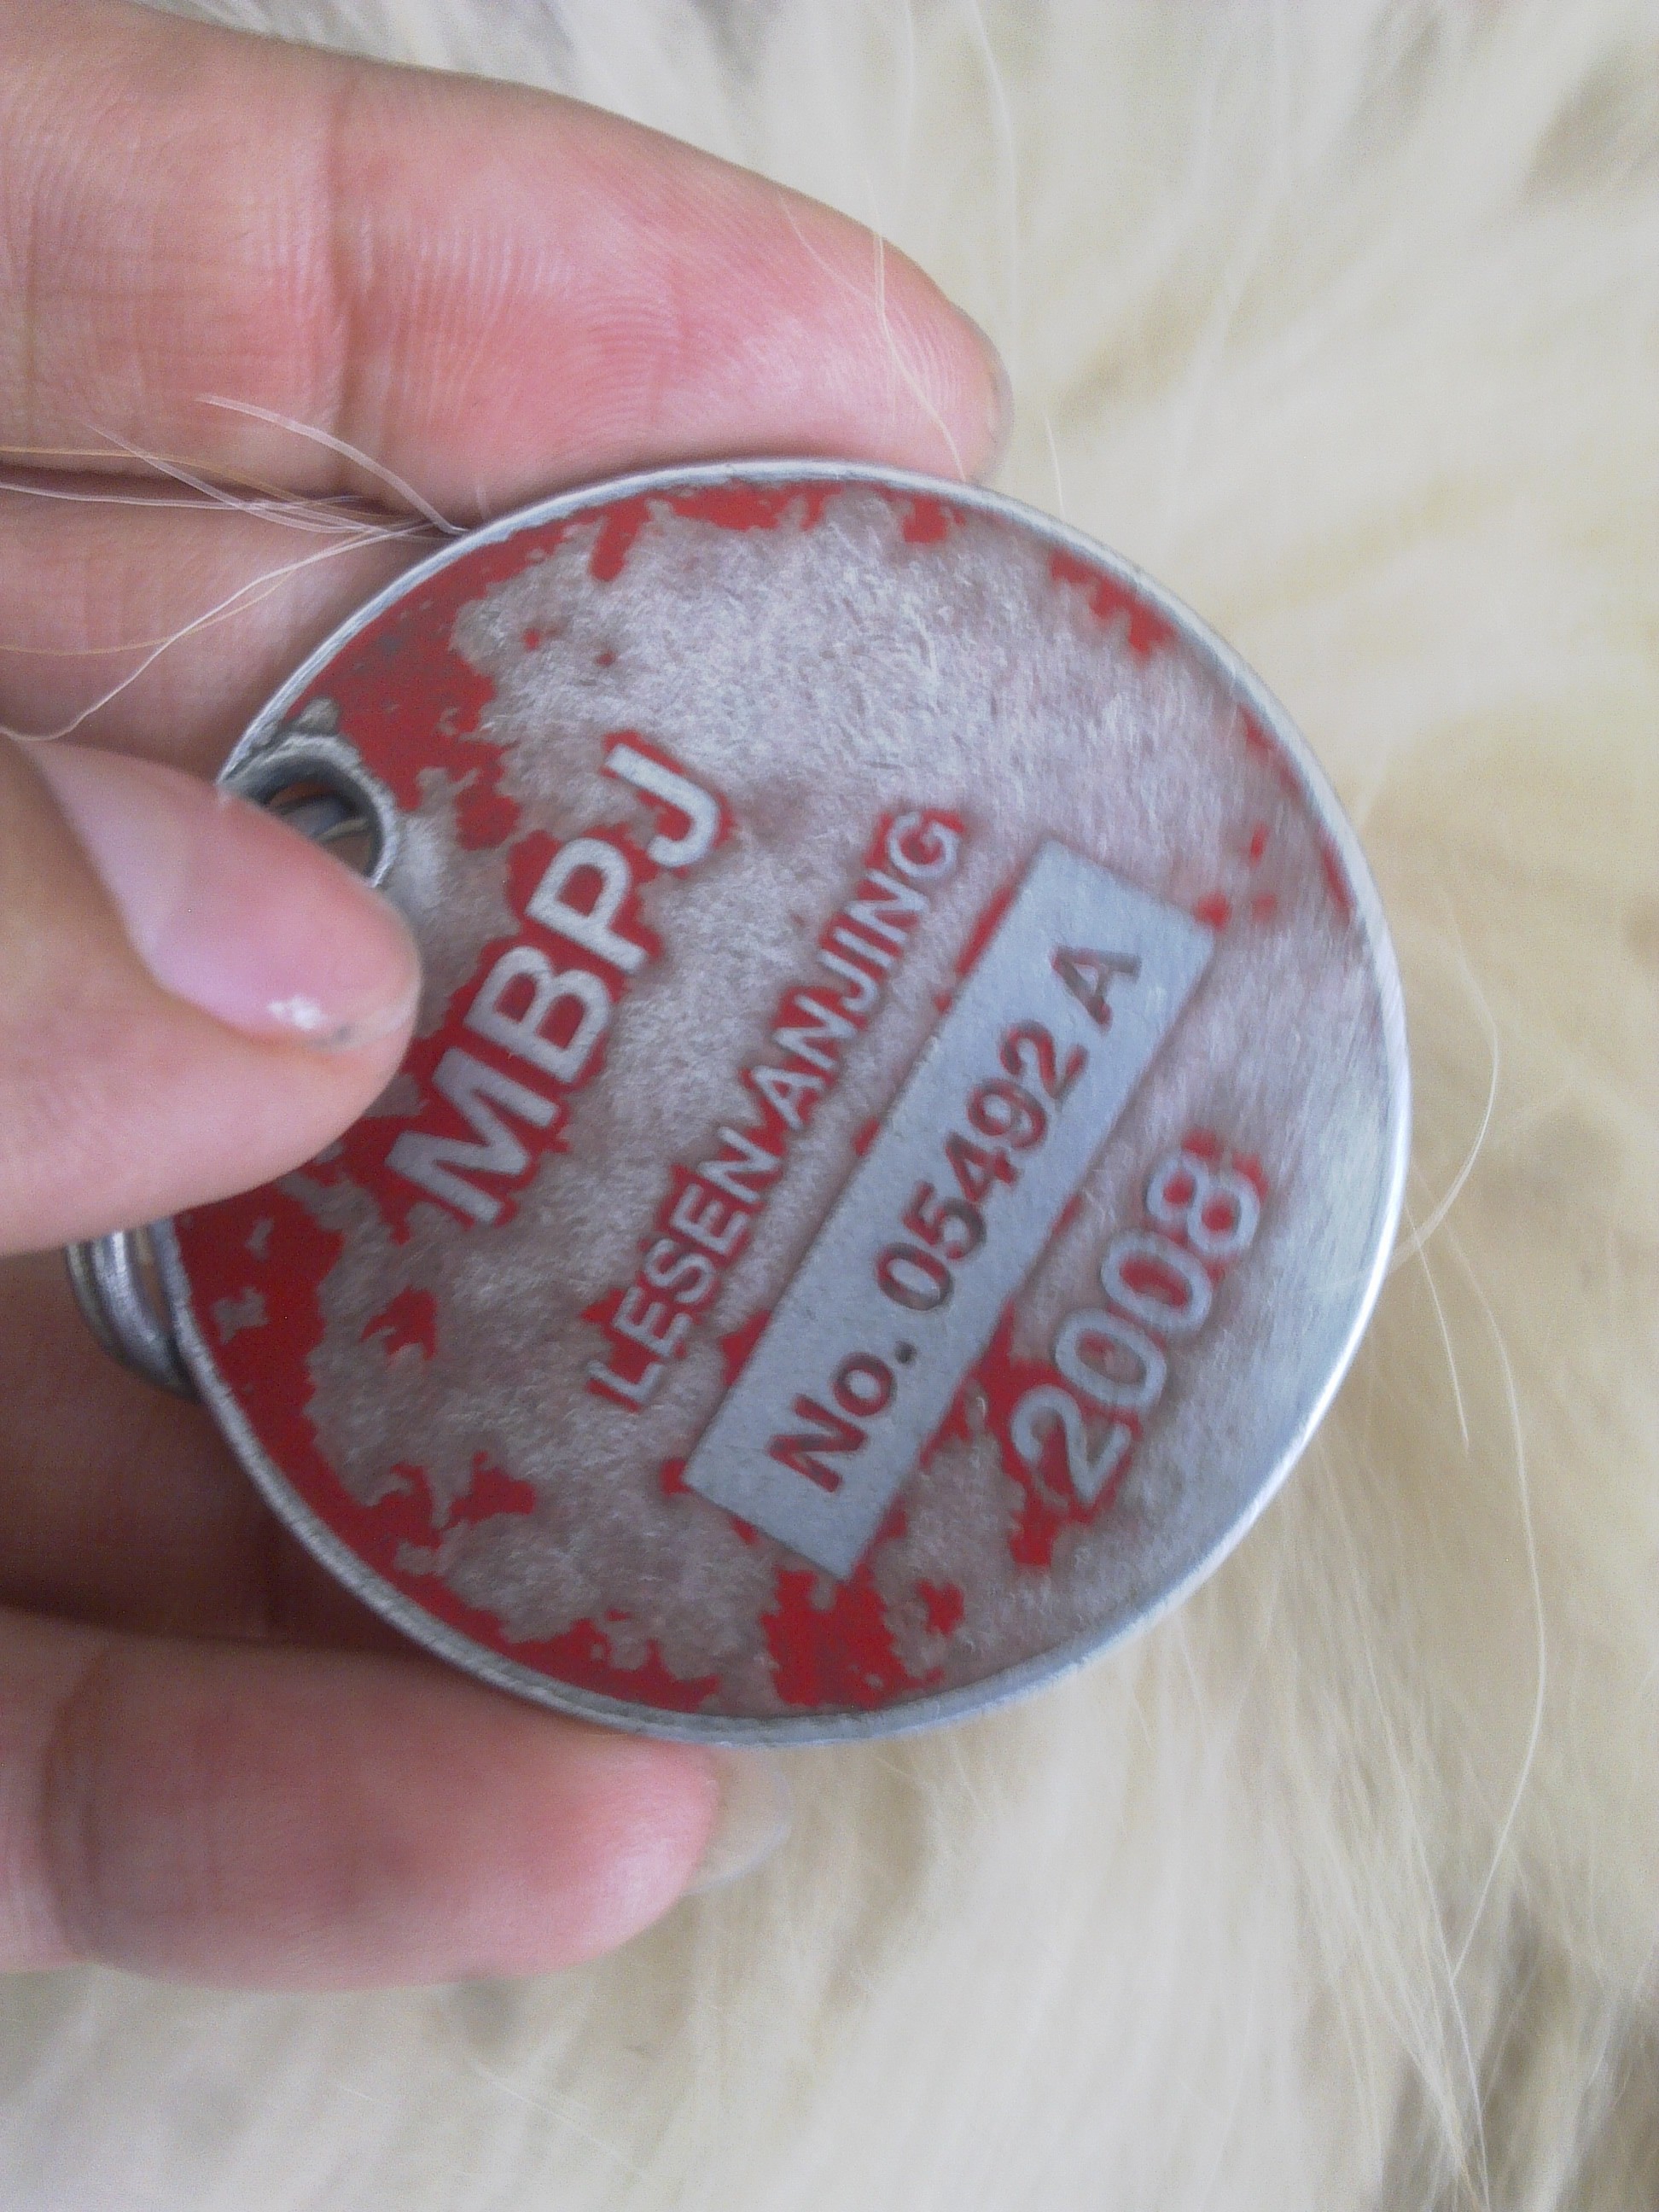 MBPJ
LESEN ANJING
No. 05492 A
2008